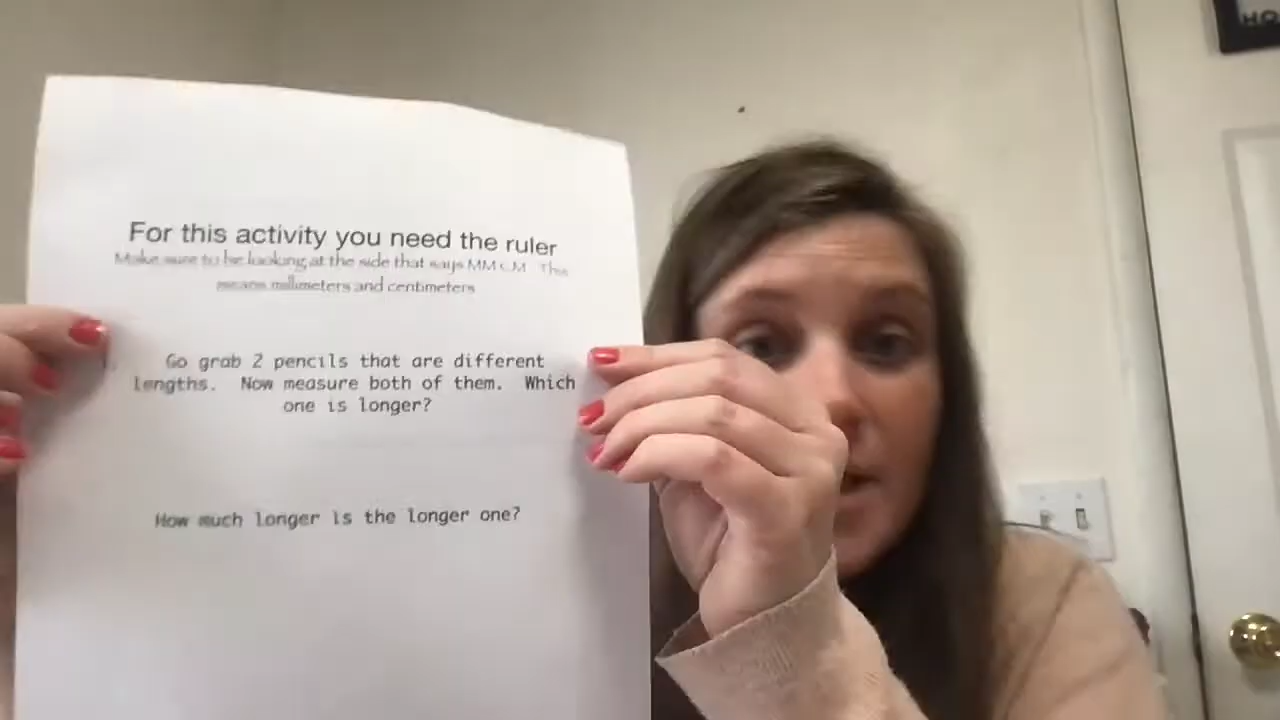 For this activity you need the ruler
Make sure to be looking at the side that says MM CM. This
means millimeters and centimeters
Go grab 2 pencils that are different
lengths. Now measure both of them. Which
one is longer?
How much longer is the longer one?
HO